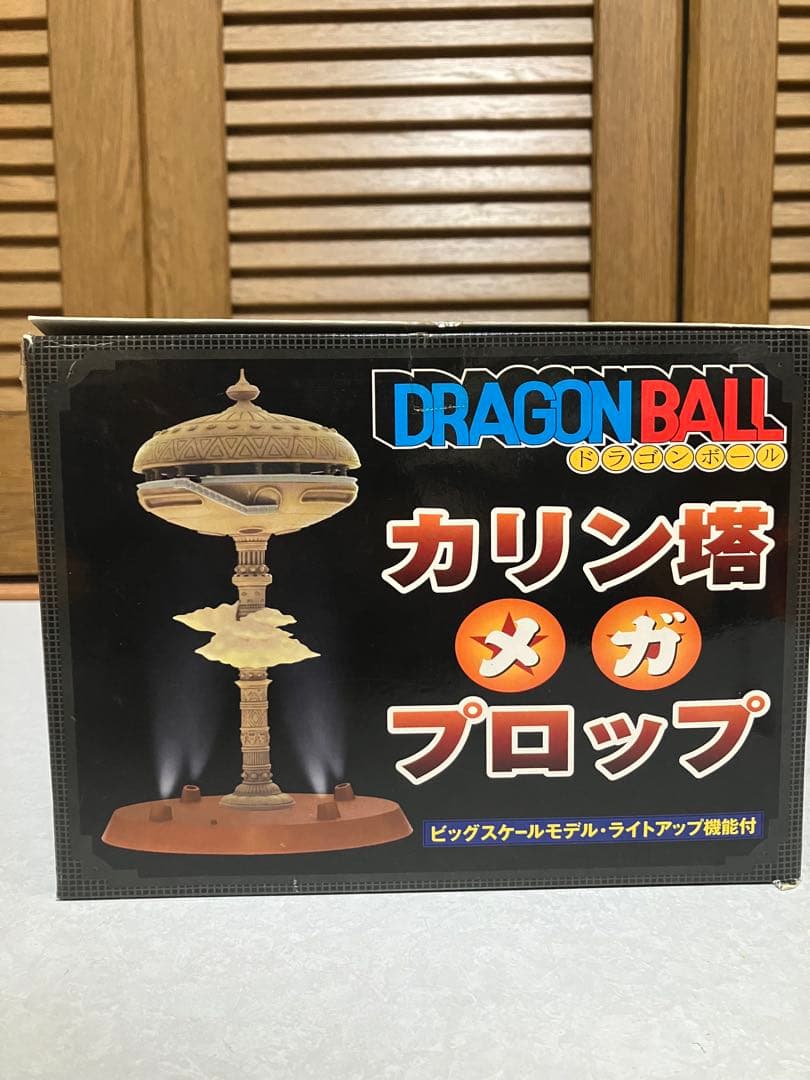 DRAGON BALL
ドラゴンボール
カリン塔
メガ
プロップ
ビッグスケールモデル・ライトアップ機能付